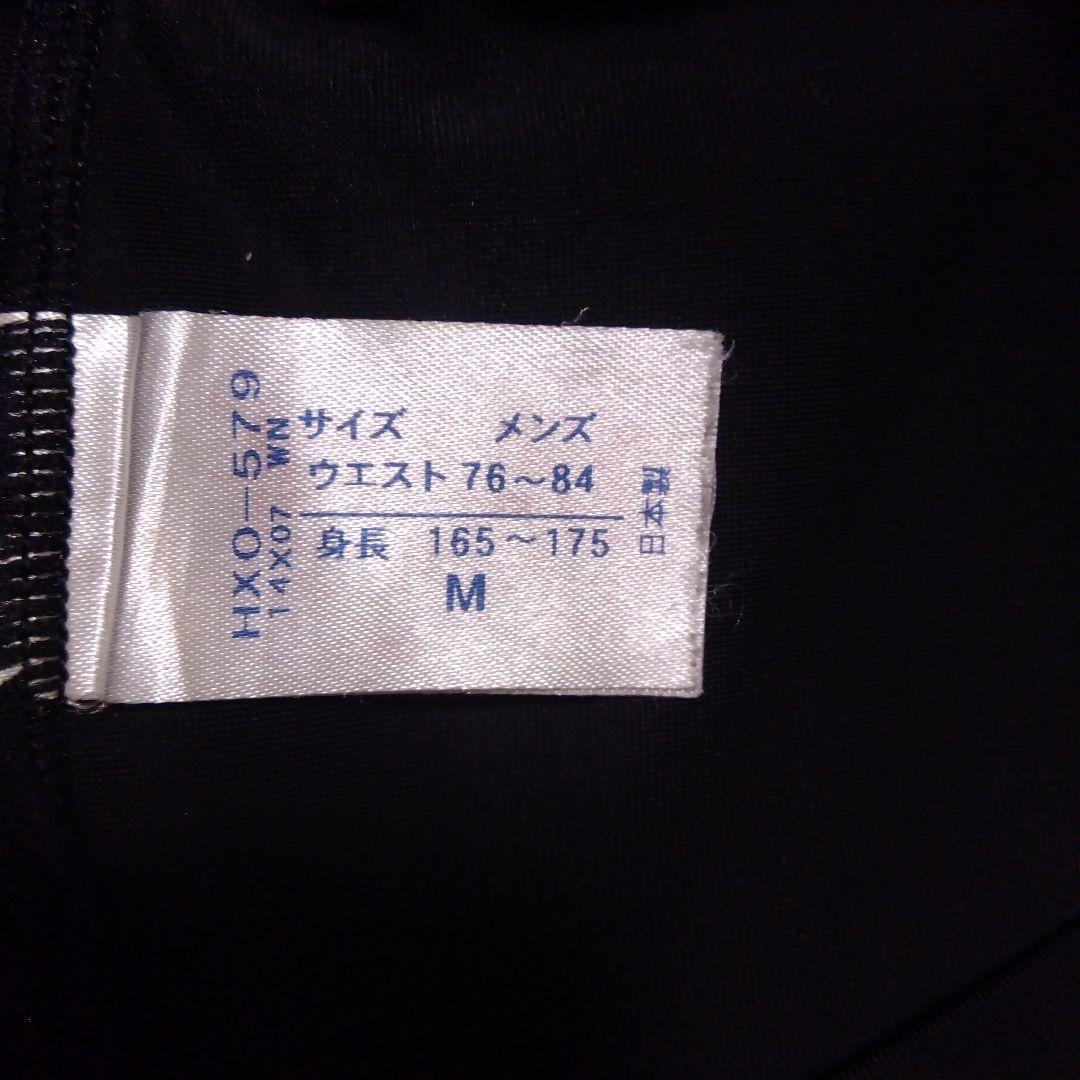 HXO-579
14X07 WN
サイズ メンズ
ウエスト 76～84
身長 165～175
M
日本製